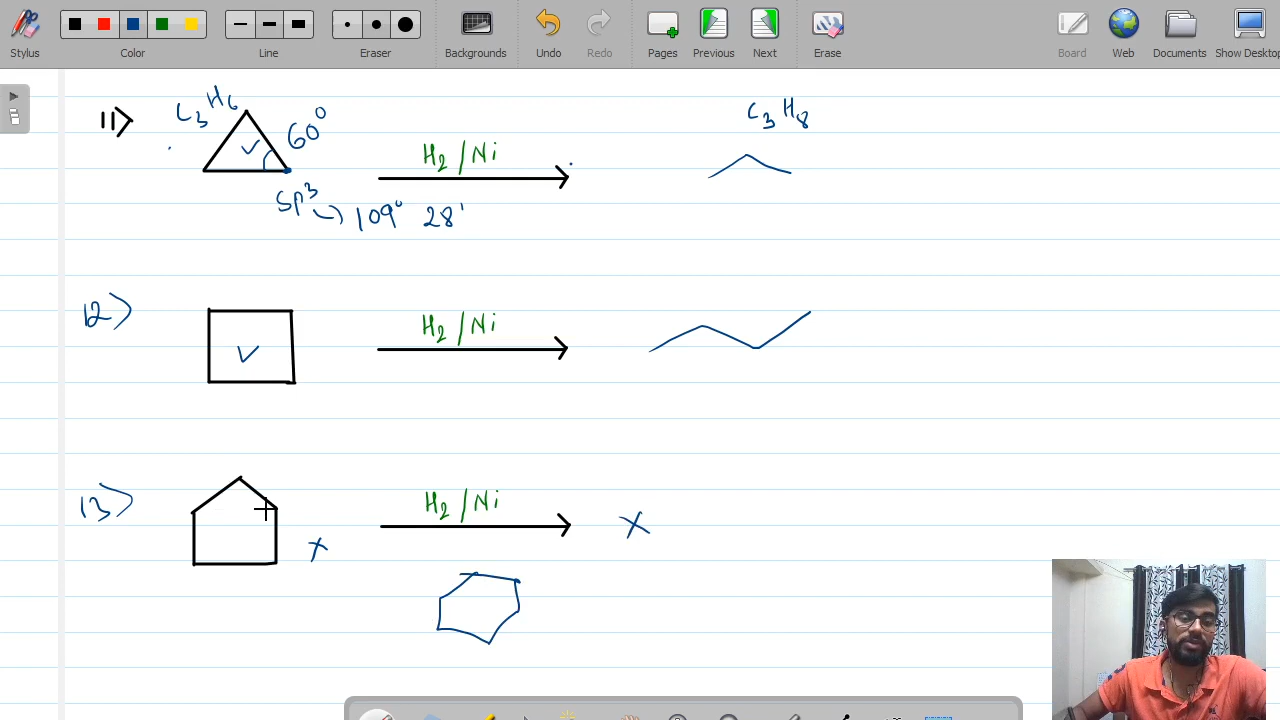 Stylus Color Line Eraser Backgrounds Undo Redo Pages Previous Next Erase Board Web Documents Show Desktop
11> C3H6 60° H2/Ni C3H8
sp3 → 109° 28'
12> H2/Ni
13> H2/Ni